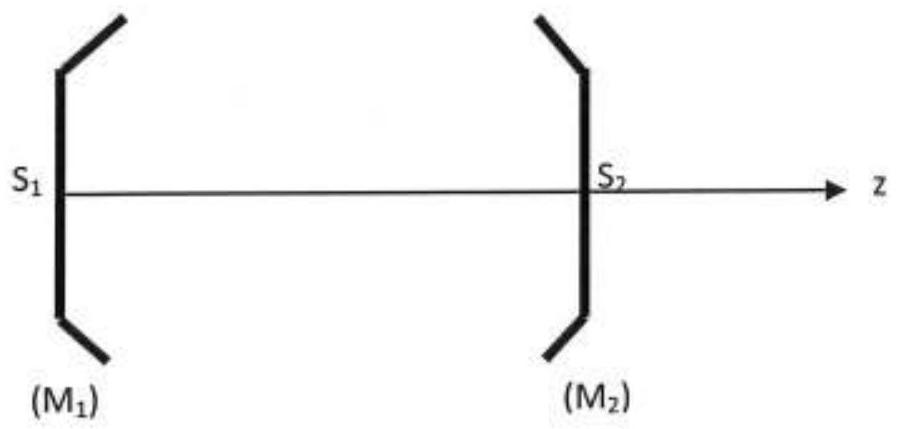 S₁
S₂
z
(M₁)
(M₂)